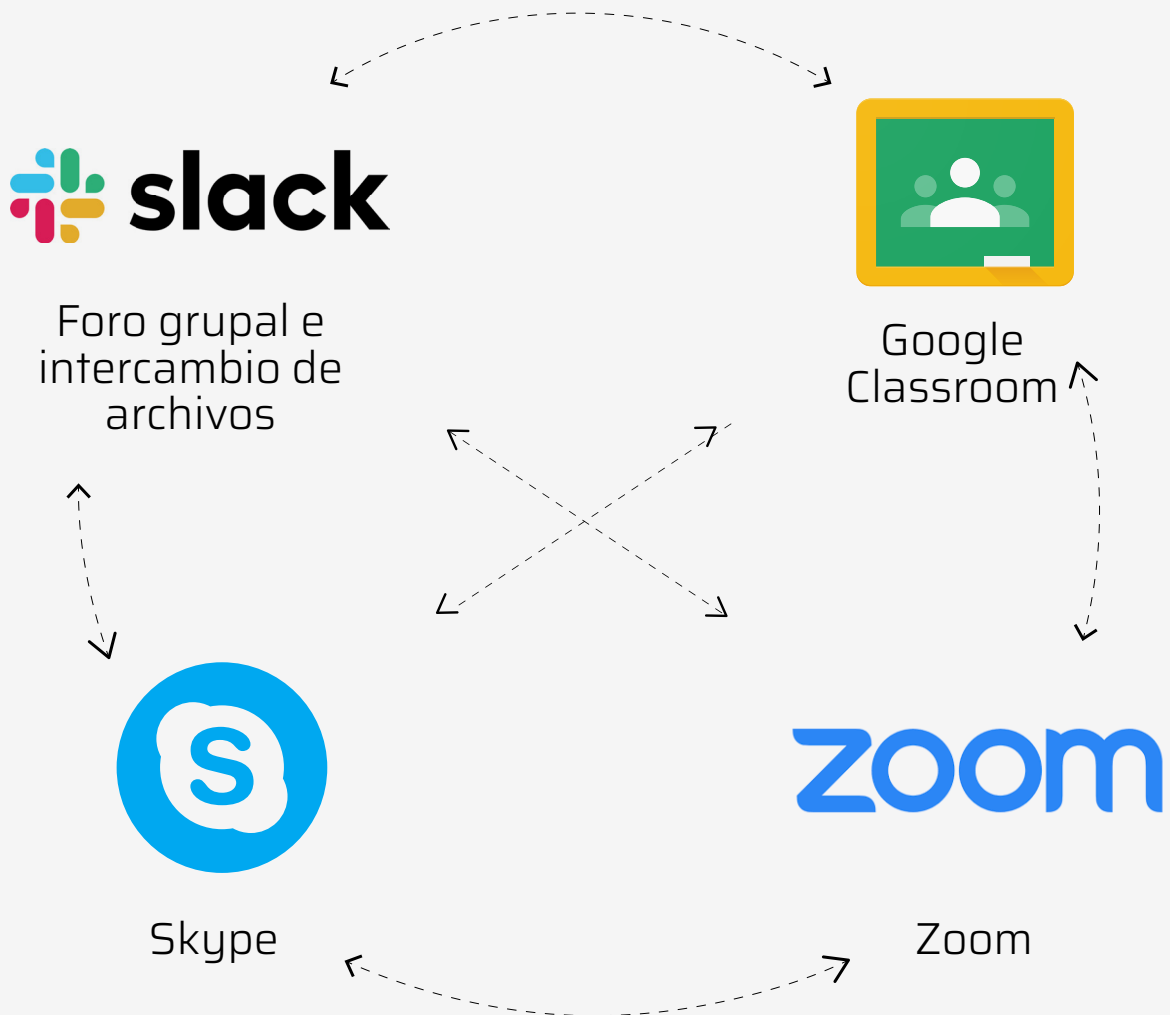 slack
Foro grupal e
intercambio de
archivos
Google
Classroom
S
zoom
Skype
Zoom